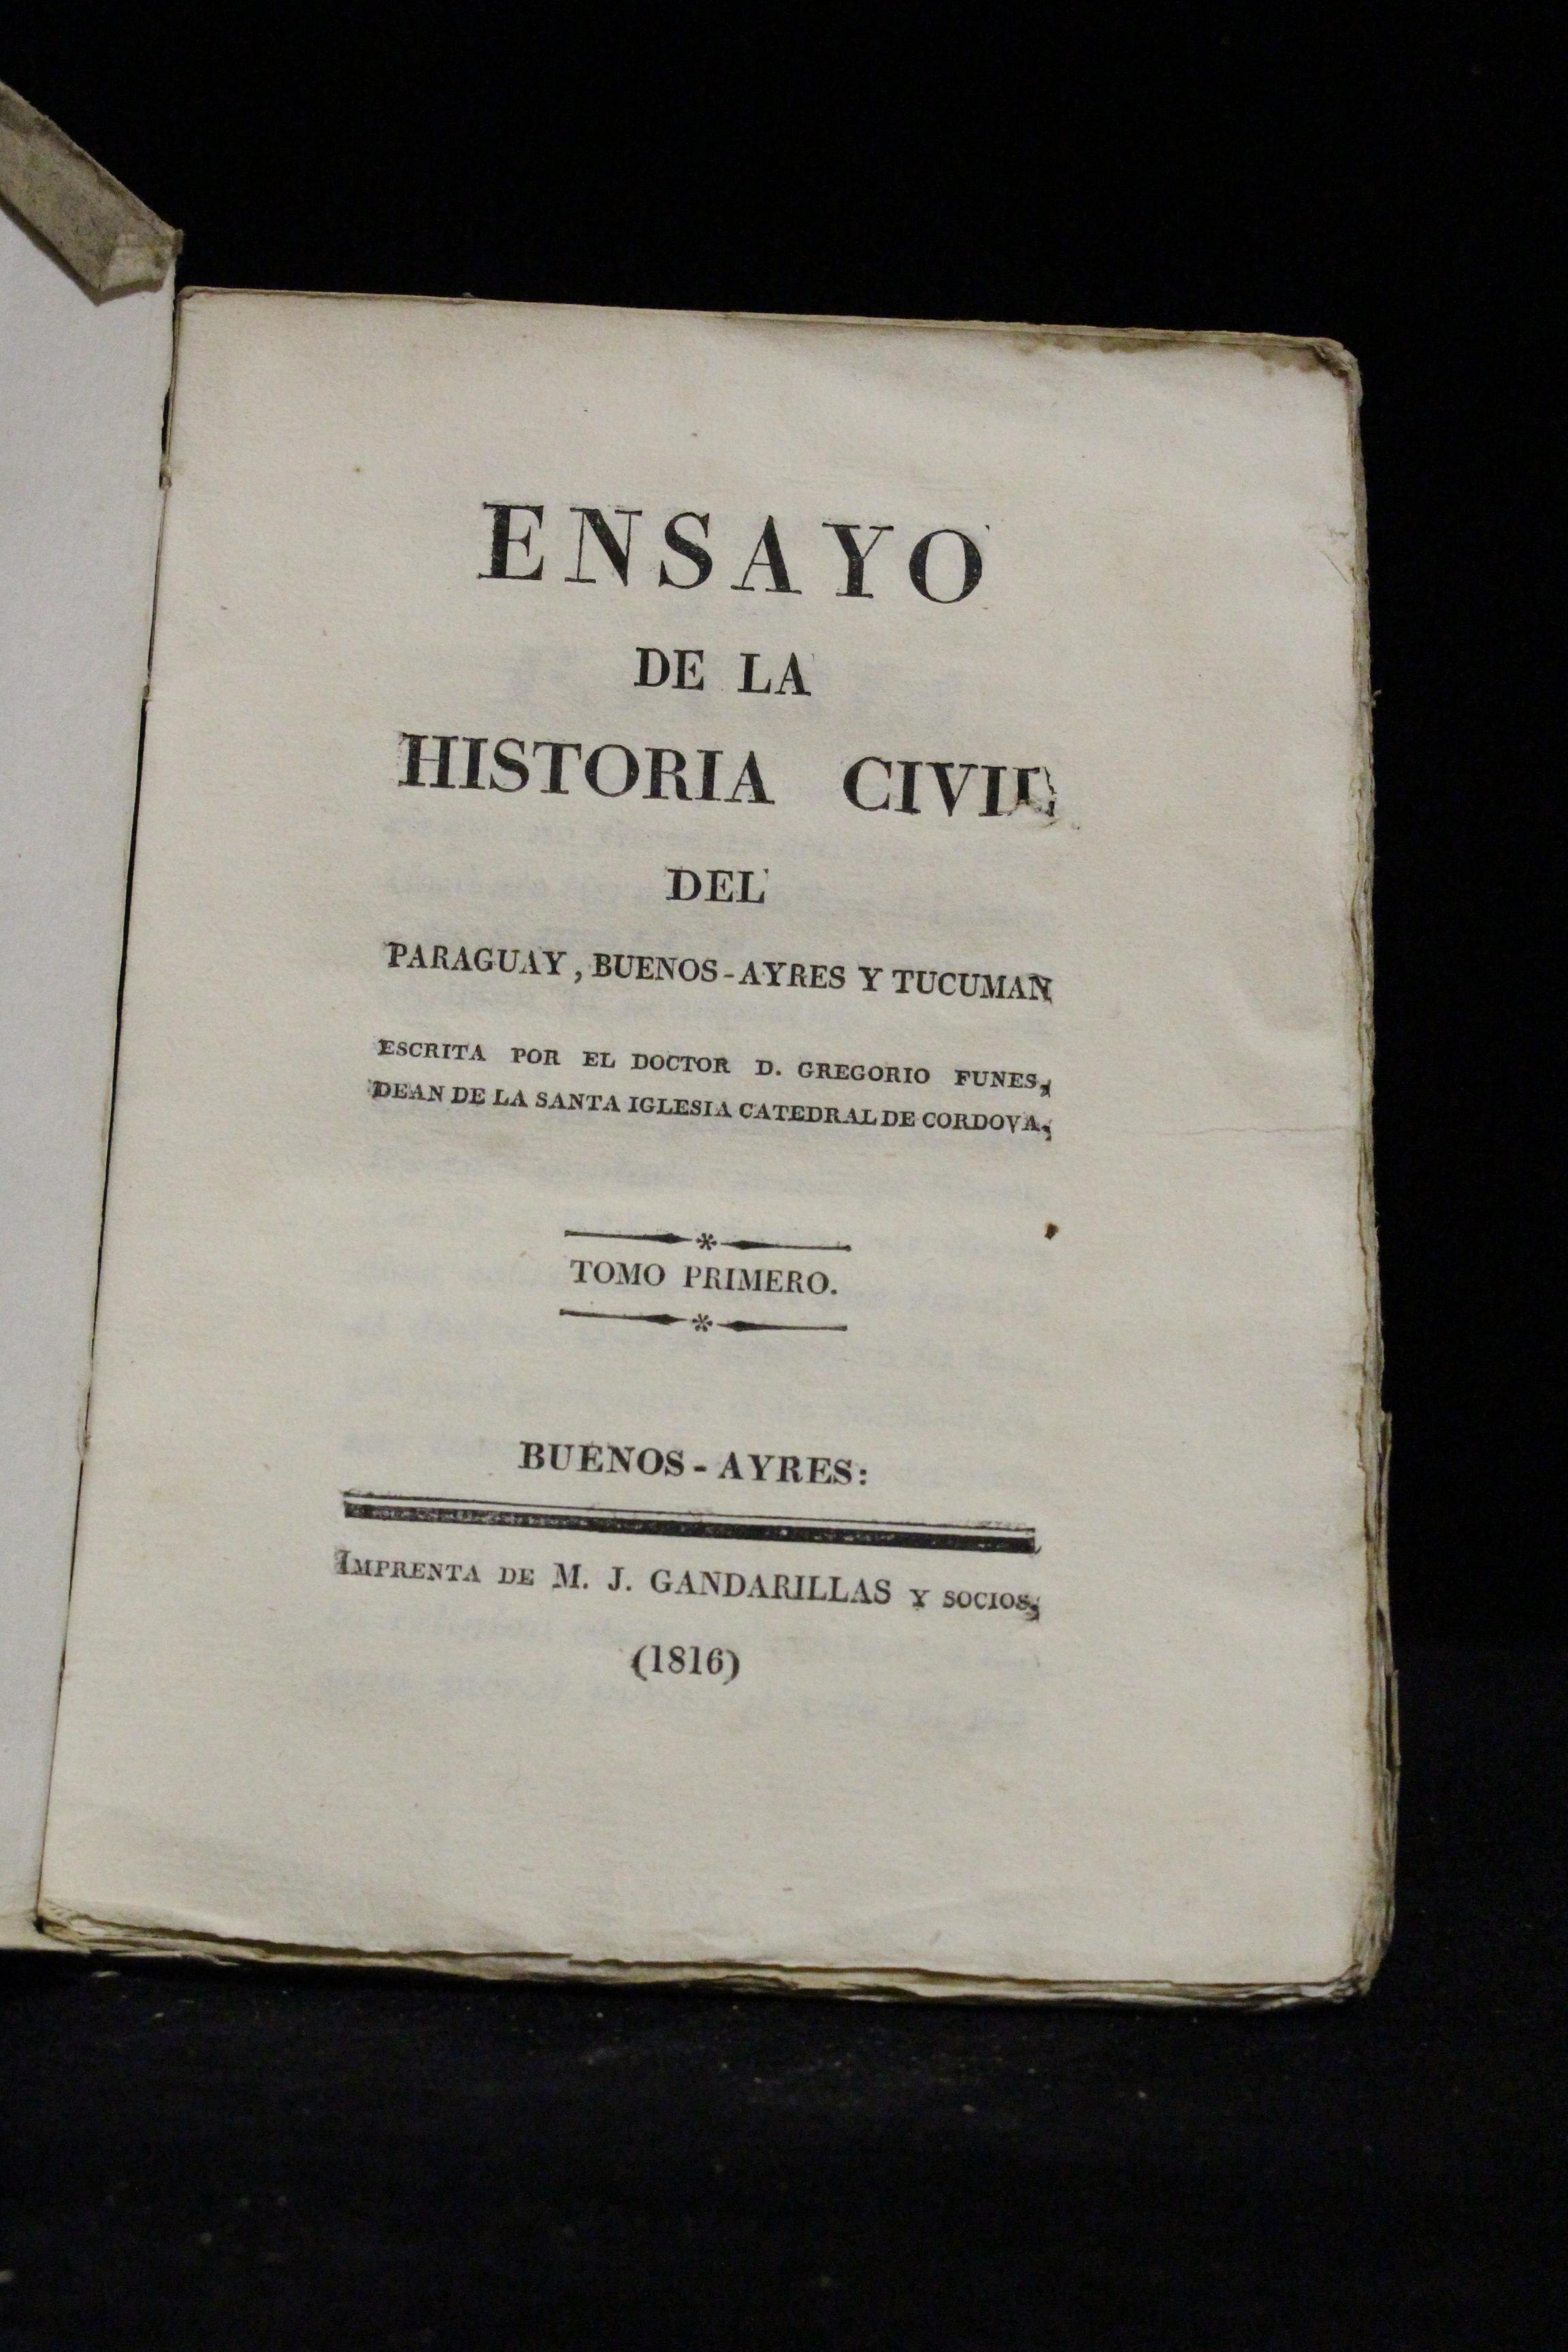 ENSAYO
DE LA
HISTORIA CIVIL
DEL
PARAGUAY, BUENOS-AYRES Y TUCUMAN
ESCRITA POR EL DOCTOR D. GREGORIO FUNES,
DEAN DE LA SANTA IGLESIA CATEDRAL DE CORDOVA,
TOMO PRIMERO.
BUENOS-AYRES:
IMPRENTA DE M. J. GANDARILLAS Y SOCIOS,
(1816)